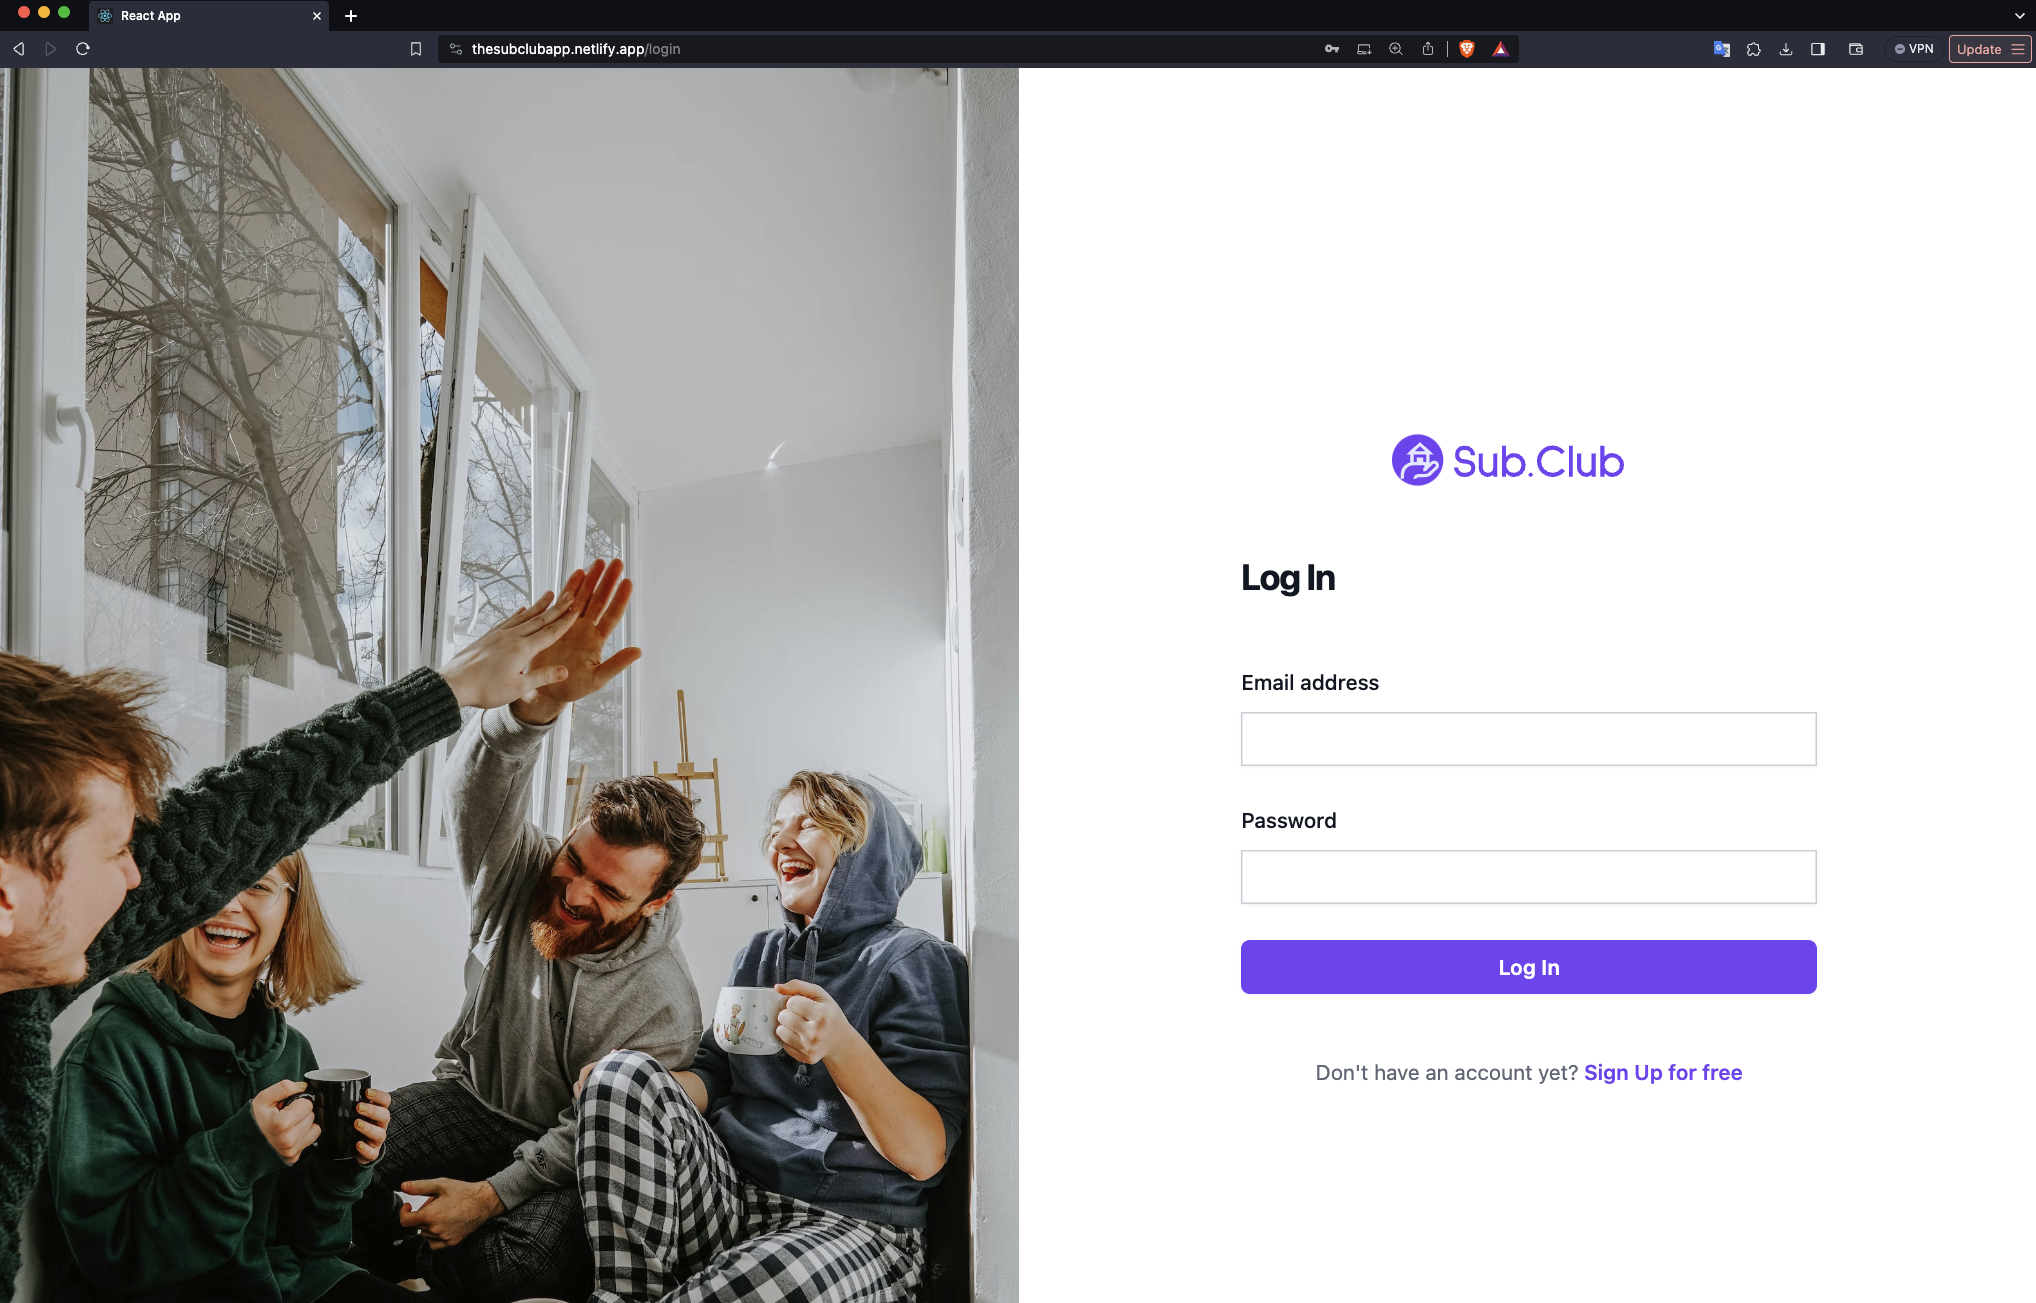 React App
thesubclubapp.netlify.app/login
VPN
Update
Sub.Club
Log In
Email address
Password
Log In
Don't have an account yet? Sign Up for free